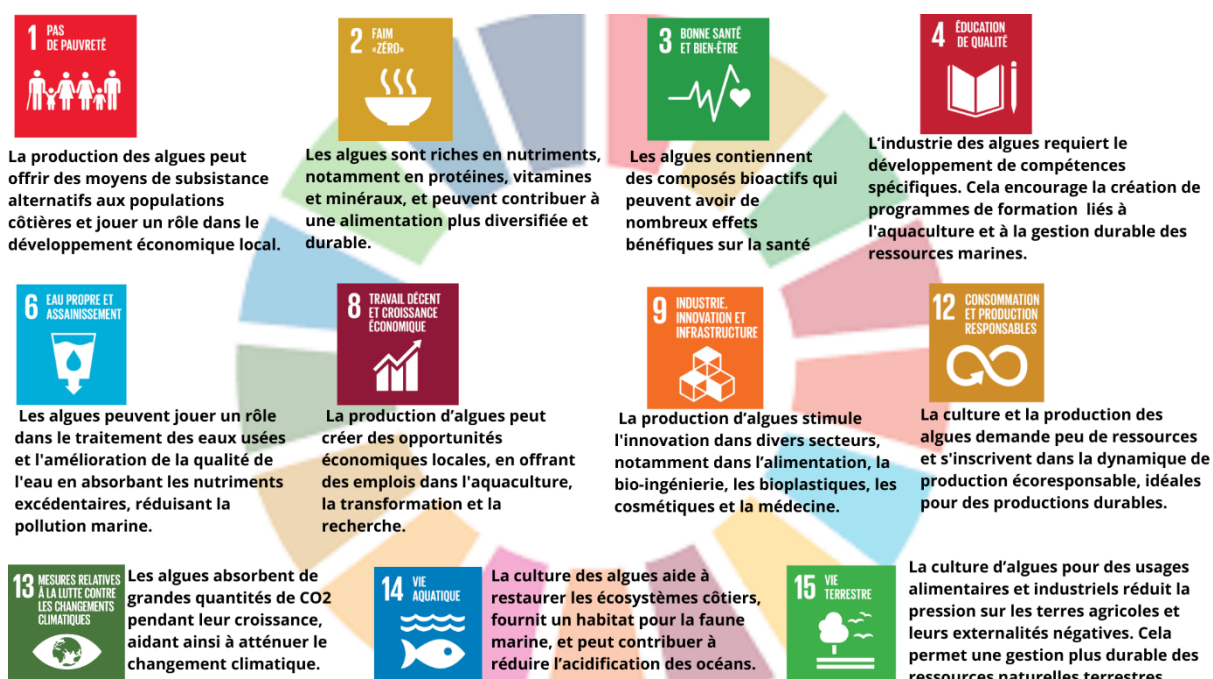 1 PAS
DE PAUVRETÉ
La production des algues peut
offrir des moyens de subsistance
alternatifs aux populations
côtières et jouer un rôle dans le
développement économique local.
2 FAIM
«ZÉRO»
Les algues sont riches en nutriments,
notamment en protéines, vitamines
et minéraux, et peuvent contribuer à
une alimentation plus diversifiée et
durable.
3 BONNE SANTÉ
ET BIEN-ÊTRE
Les algues contiennent
des composés bioactifs qui
peuvent avoir de
nombreux effets
bénéfiques sur la santé
4 ÉDUCATION
DE QUALITÉ
L’industrie des algues requiert le
développement de compétences
spécifiques. Cela encourage la création de
programmes de formation liés à
l'aquaculture et à la gestion durable des
ressources marines.
6 EAU PROPRE ET
ASSAINISSEMENT
Les algues peuvent jouer un rôle
dans le traitement des eaux usées
et l'amélioration de la qualité de
l'eau en absorbant les nutriments
excédentaires, réduisant la
pollution marine.
8 TRAVAIL DÉCENT
ET CROISSANCE
ÉCONOMIQUE
La production d’algues peut
créer des opportunités
économiques locales, en offrant
des emplois dans l'aquaculture,
la transformation et la
recherche.
9 INDUSTRIE,
INNOVATION ET
INFRASTRUCTURE
La production d’algues stimule
l'innovation dans divers secteurs,
notamment dans l’alimentation, la
bio-ingénierie, les bioplastiques, les
cosmétiques et la médecine.
12 CONSOMMATION
ET PRODUCTION
RESPONSABLES
La culture et la production des
algues demande peu de ressources
et s'inscrivent dans la dynamique de
production écoresponsable, idéales
pour des productions durables.
13 MESURES RELATIVES
À LA LUTTE CONTRE
LES CHANGEMENTS
CLIMATIQUES
Les algues absorbent de
grandes quantités de CO2
pendant leur croissance,
aidant ainsi à atténuer le
changement climatique.
14 VIE
AQUATIQUE
La culture des algues aide à
restaurer les écosystèmes côtiers,
fournit un habitat pour la faune
marine, et peut contribuer à
réduire l’acidification des océans.
15 VIE
TERRESTRE
La culture d’algues pour des usages
alimentaires et industriels réduit la
pression sur les terres agricoles et
leurs externalités négatives. Cela
permet une gestion plus durable des
ressources naturelles terrestres